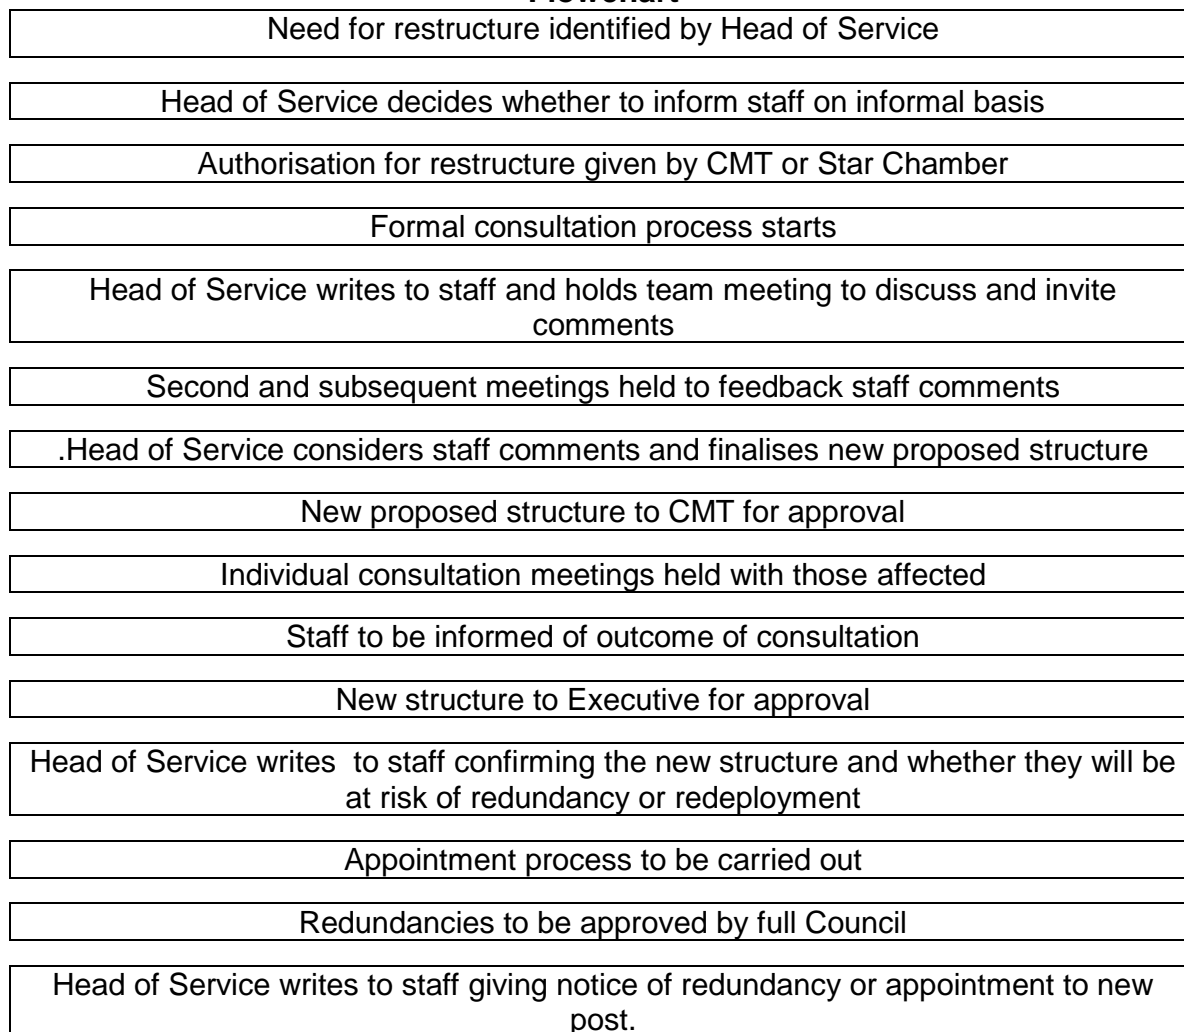 Flowchart
Need for restructure identified by Head of Service
Head of Service decides whether to inform staff on informal basis
Authorisation for restructure given by CMT or Star Chamber
Formal consultation process starts
Head of Service writes to staff and holds team meeting to discuss and invite
comments
Second and subsequent meetings held to feedback staff comments
.Head of Service considers staff comments and finalises new proposed structure
New proposed structure to CMT for approval
Individual consultation meetings held with those affected
Staff to be informed of outcome of consultation
New structure to Executive for approval
Head of Service writes  to staff confirming the new structure and whether they will be
at risk of redundancy or redeployment
Appointment process to be carried out
Redundancies to be approved by full Council
Head of Service writes to staff giving notice of redundancy or appointment to new
post.